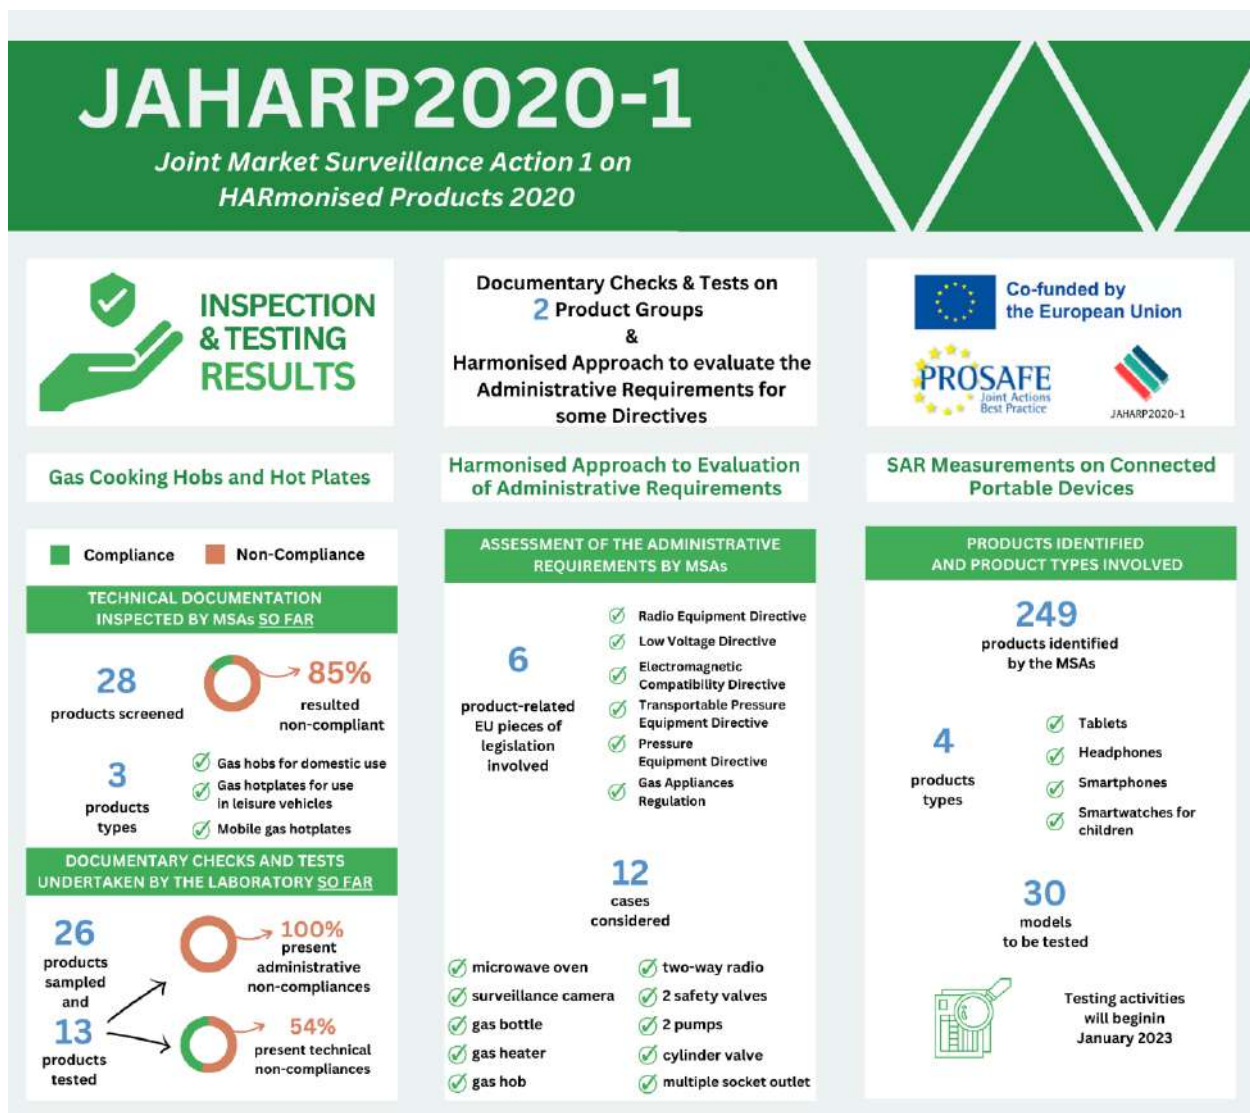 JAHARP2020-1
Joint Market Surveillance Action 1 on
HARmonised Products 2020
INSPECTION
& TESTING
RESULTS
Documentary Checks & Tests on
2 Product Groups
&
Harmonised Approach to evaluate the
Administrative Requirements for
some Directives
Co-funded by
the European Union
PROSAFE
Joint Actions
Best Practice
JAHARP2020-1
Gas Cooking Hobs and Hot Plates
Compliance
Non-Compliance
TECHNICAL DOCUMENTATION
INSPECTED BY MSAs SO FAR
28
products screened
85%
resulted
non-compliant
3
products
types
Gas hobs for domestic use
Gas hotplates for use
in leisure vehicles
Mobile gas hotplates
DOCUMENTARY CHECKS AND TESTS
UNDERTAKEN BY THE LABORATORY SO FAR
26
products
sampled
and
13
products
tested
100%
present
administrative
non-compliances
54%
present technical
non-compliances
Harmonised Approach to Evaluation
of Administrative Requirements
ASSESSMENT OF THE ADMINISTRATIVE
REQUIREMENTS BY MSAs
6
product-related
EU pieces of
legislation
involved
Radio Equipment Directive
Low Voltage Directive
Electromagnetic
Compatibility Directive
Transportable Pressure
Equipment Directive
Pressure
Equipment Directive
Gas Appliances
Regulation
12
cases
considered
microwave oven
surveillance camera
gas bottle
gas heater
gas hob
two-way radio
2 safety valves
2 pumps
cylinder valve
multiple socket outlet
SAR Measurements on Connected
Portable Devices
PRODUCTS IDENTIFIED
AND PRODUCT TYPES INVOLVED
249
products identified
by the MSAs
4
products
types
Tablets
Headphones
Smartphones
Smartwatches for
children
30
models
to be tested
Testing activities
will beginin
January 2023